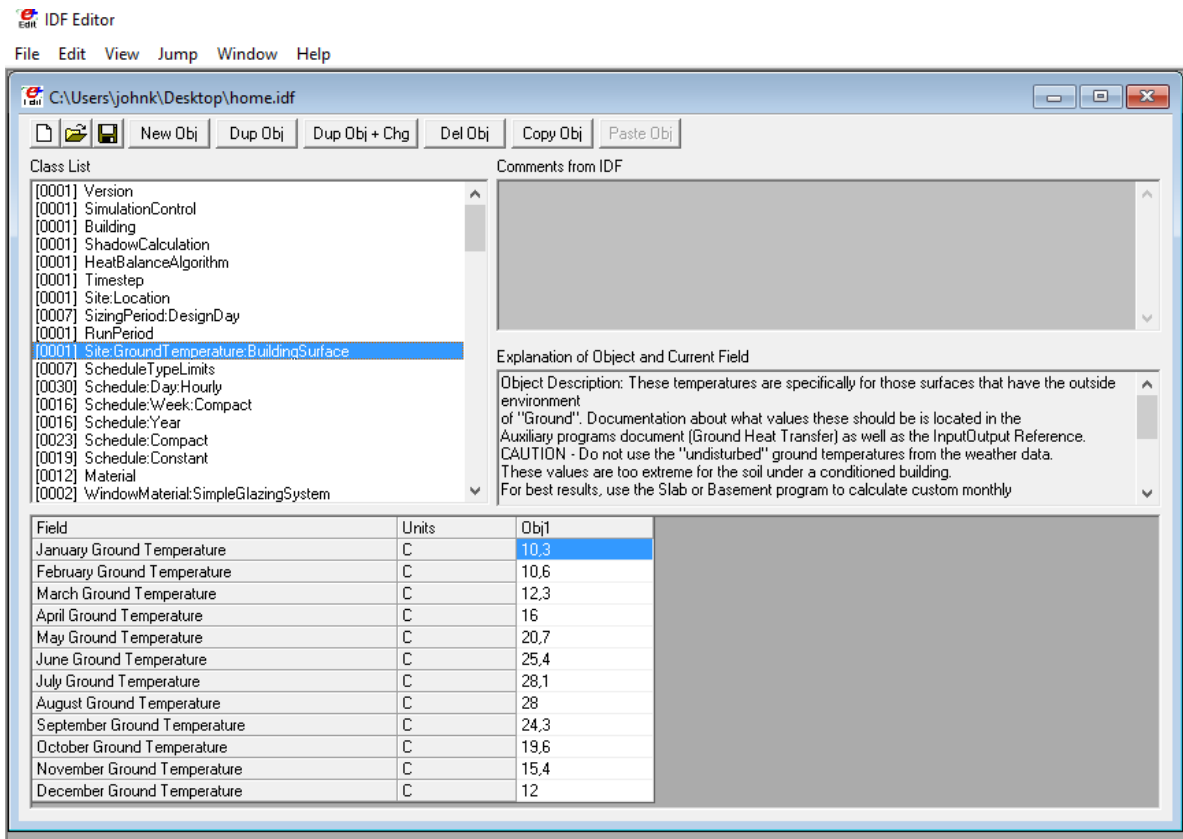 IDF Editor
File Edit View Jump Window Help
C:\Users\johnk\Desktop\home.idf
New Obj Dup Obj Dup Obj + Chg Del Obj Copy Obj Paste Obj
Class List
[0001] Version
[0001] SimulationControl
[0001] Building
[0001] ShadowCalculation
[0001] HeatBalanceAlgorithm
[0001] Timestep
[0001] Site:Location
[0007] SizingPeriod:DesignDay
[0001] RunPeriod
[0001] Site:GroundTemperature:BuildingSurface
[0007] ScheduleTypeLimits
[0030] Schedule:Day:Hourly
[0016] Schedule:Week:Compact
[0016] Schedule:Year
[0023] Schedule:Compact
[0019] Schedule:Constant
[0012] Material
[0002] WindowMaterial:SimpleGlazingSystem
Comments from IDF
Explanation of Object and Current Field
Object Description: These temperatures are specifically for those surfaces that have the outside
environment
of "Ground". Documentation about what values these should be is located in the
Auxiliary programs document (Ground Heat Transfer) as well as the InputOutput Reference.
CAUTION - Do not use the "undisturbed" ground temperatures from the weather data.
These values are too extreme for the soil under a conditioned building.
For best results, use the Slab or Basement program to calculate custom monthly
Field Units Obj1
January Ground Temperature C 10,3
February Ground Temperature C 10,6
March Ground Temperature C 12,3
April Ground Temperature C 16
May Ground Temperature C 20,7
June Ground Temperature C 25,4
July Ground Temperature C 28,1
August Ground Temperature C 28
September Ground Temperature C 24,3
October Ground Temperature C 19,6
November Ground Temperature C 15,4
December Ground Temperature C 12